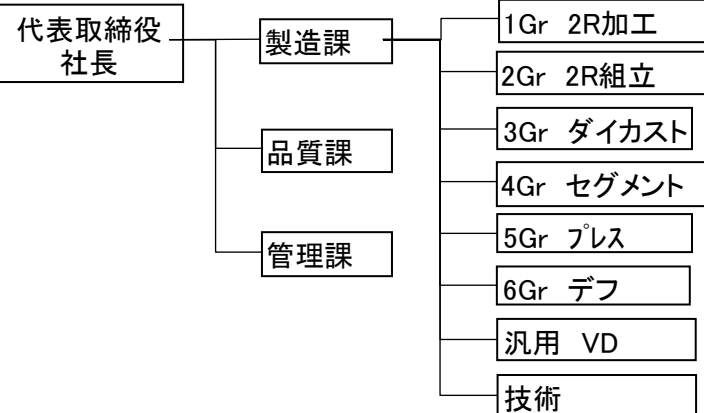 代表取締役
社長
製造課
品質課
管理課
1Gr 2R加工
2Gr 2R組立
3Gr ダイカスト
4Gr セグメント
5Gr プレス
6Gr デフ
汎用 VD
技術